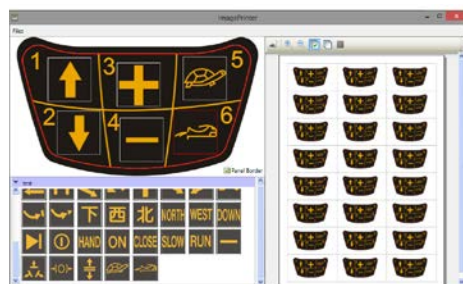 ImagePrinter
File
1 3 5
2 4 6
Panel Border
下 西 北 NORTH WEST DOWN
HAND ON CLOSE SLOW RUN